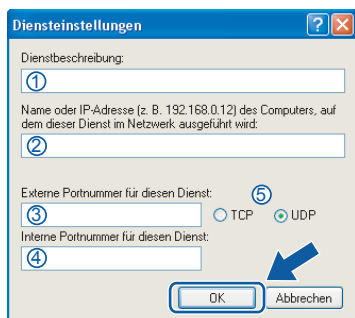 Diensteinstellungen
Dienstbeschreibung:
①
Name oder IP-Adresse (z. B. 192.168.0.12) des Computers, auf
dem dieser Dienst im Netzwerk ausgeführt wird:
②
Externe Portnummer für diesen Dienst:
⑤
③
TCP
UDP
Interne Portnummer für diesen Dienst:
④
OK
Abbrechen